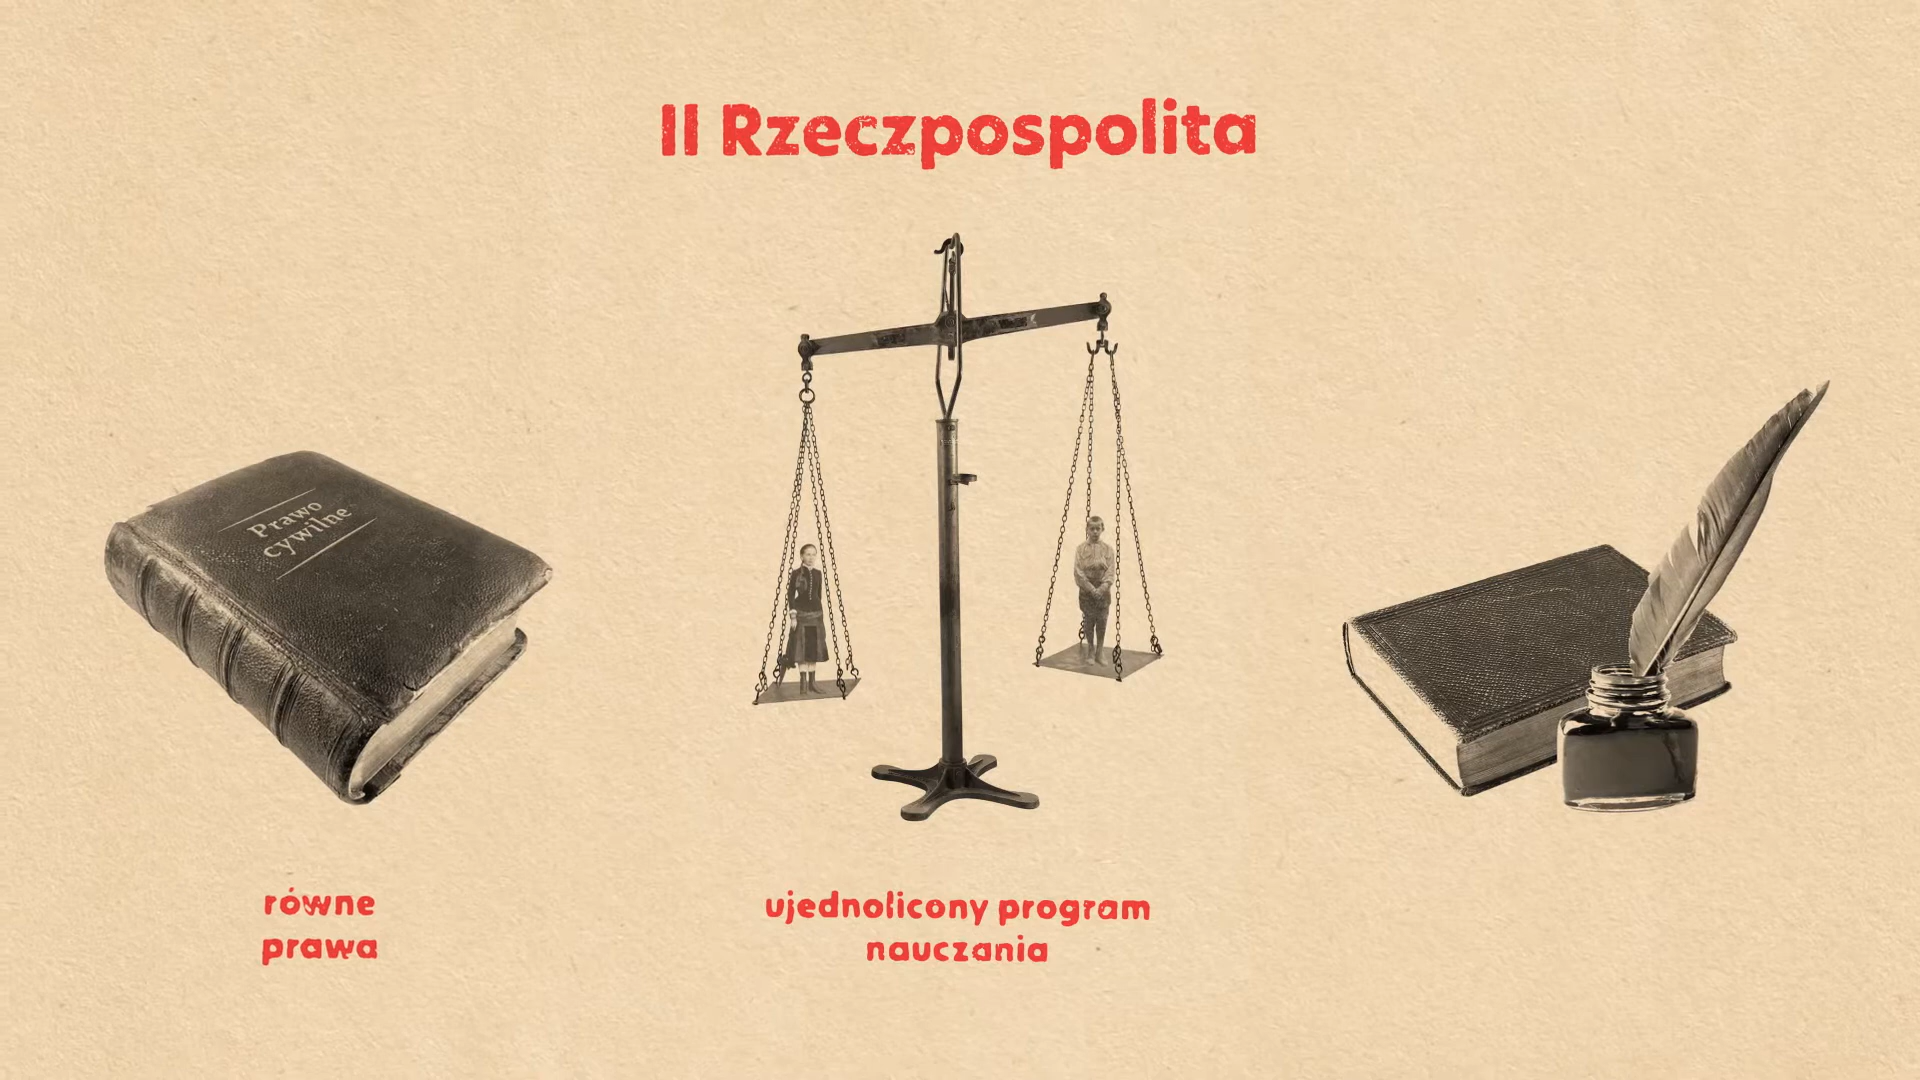 II Rzeczpospolita
Prawo
cywilne
równe
prawa
ujednolicony program
nauczania